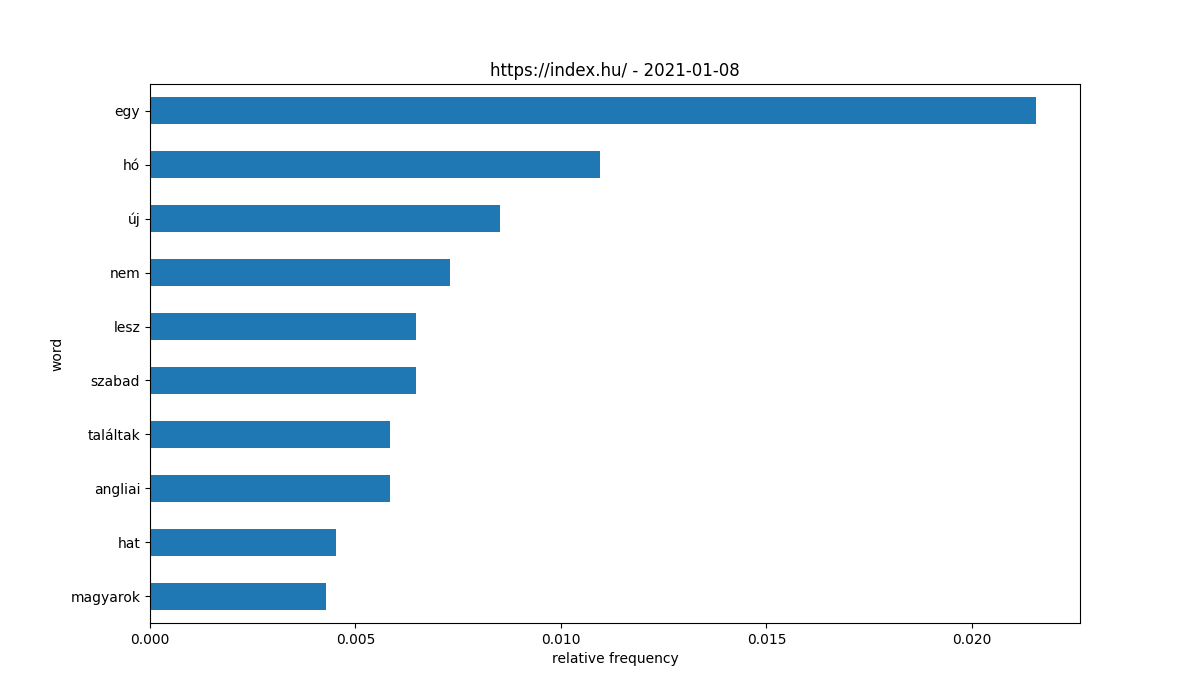 https://index.hu/ - 2021-01-08
egy
hó
új
nem
lesz
szabad
találtak
angliai
hat
magyarok
word
0.000 0.005 0.010 0.015 0.020
relative frequency